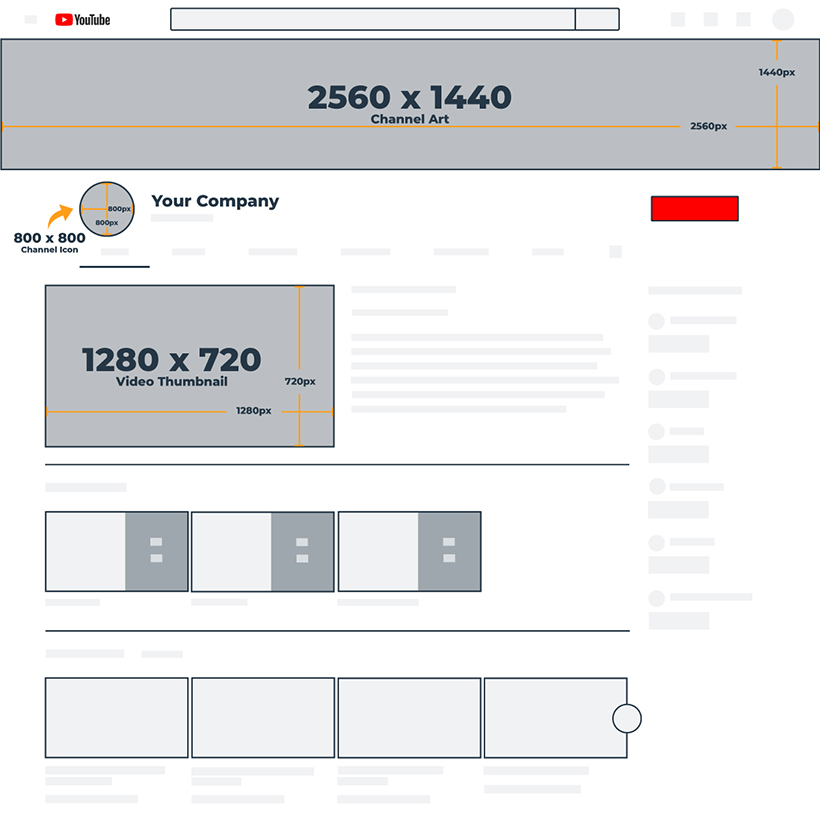 YouTube
2560 x 1440
Channel Art
1440px
2560px
Your Company
800px
800px
800 x 800
Channel Icon
1280 x 720
Video Thumbnail
720px
1280px